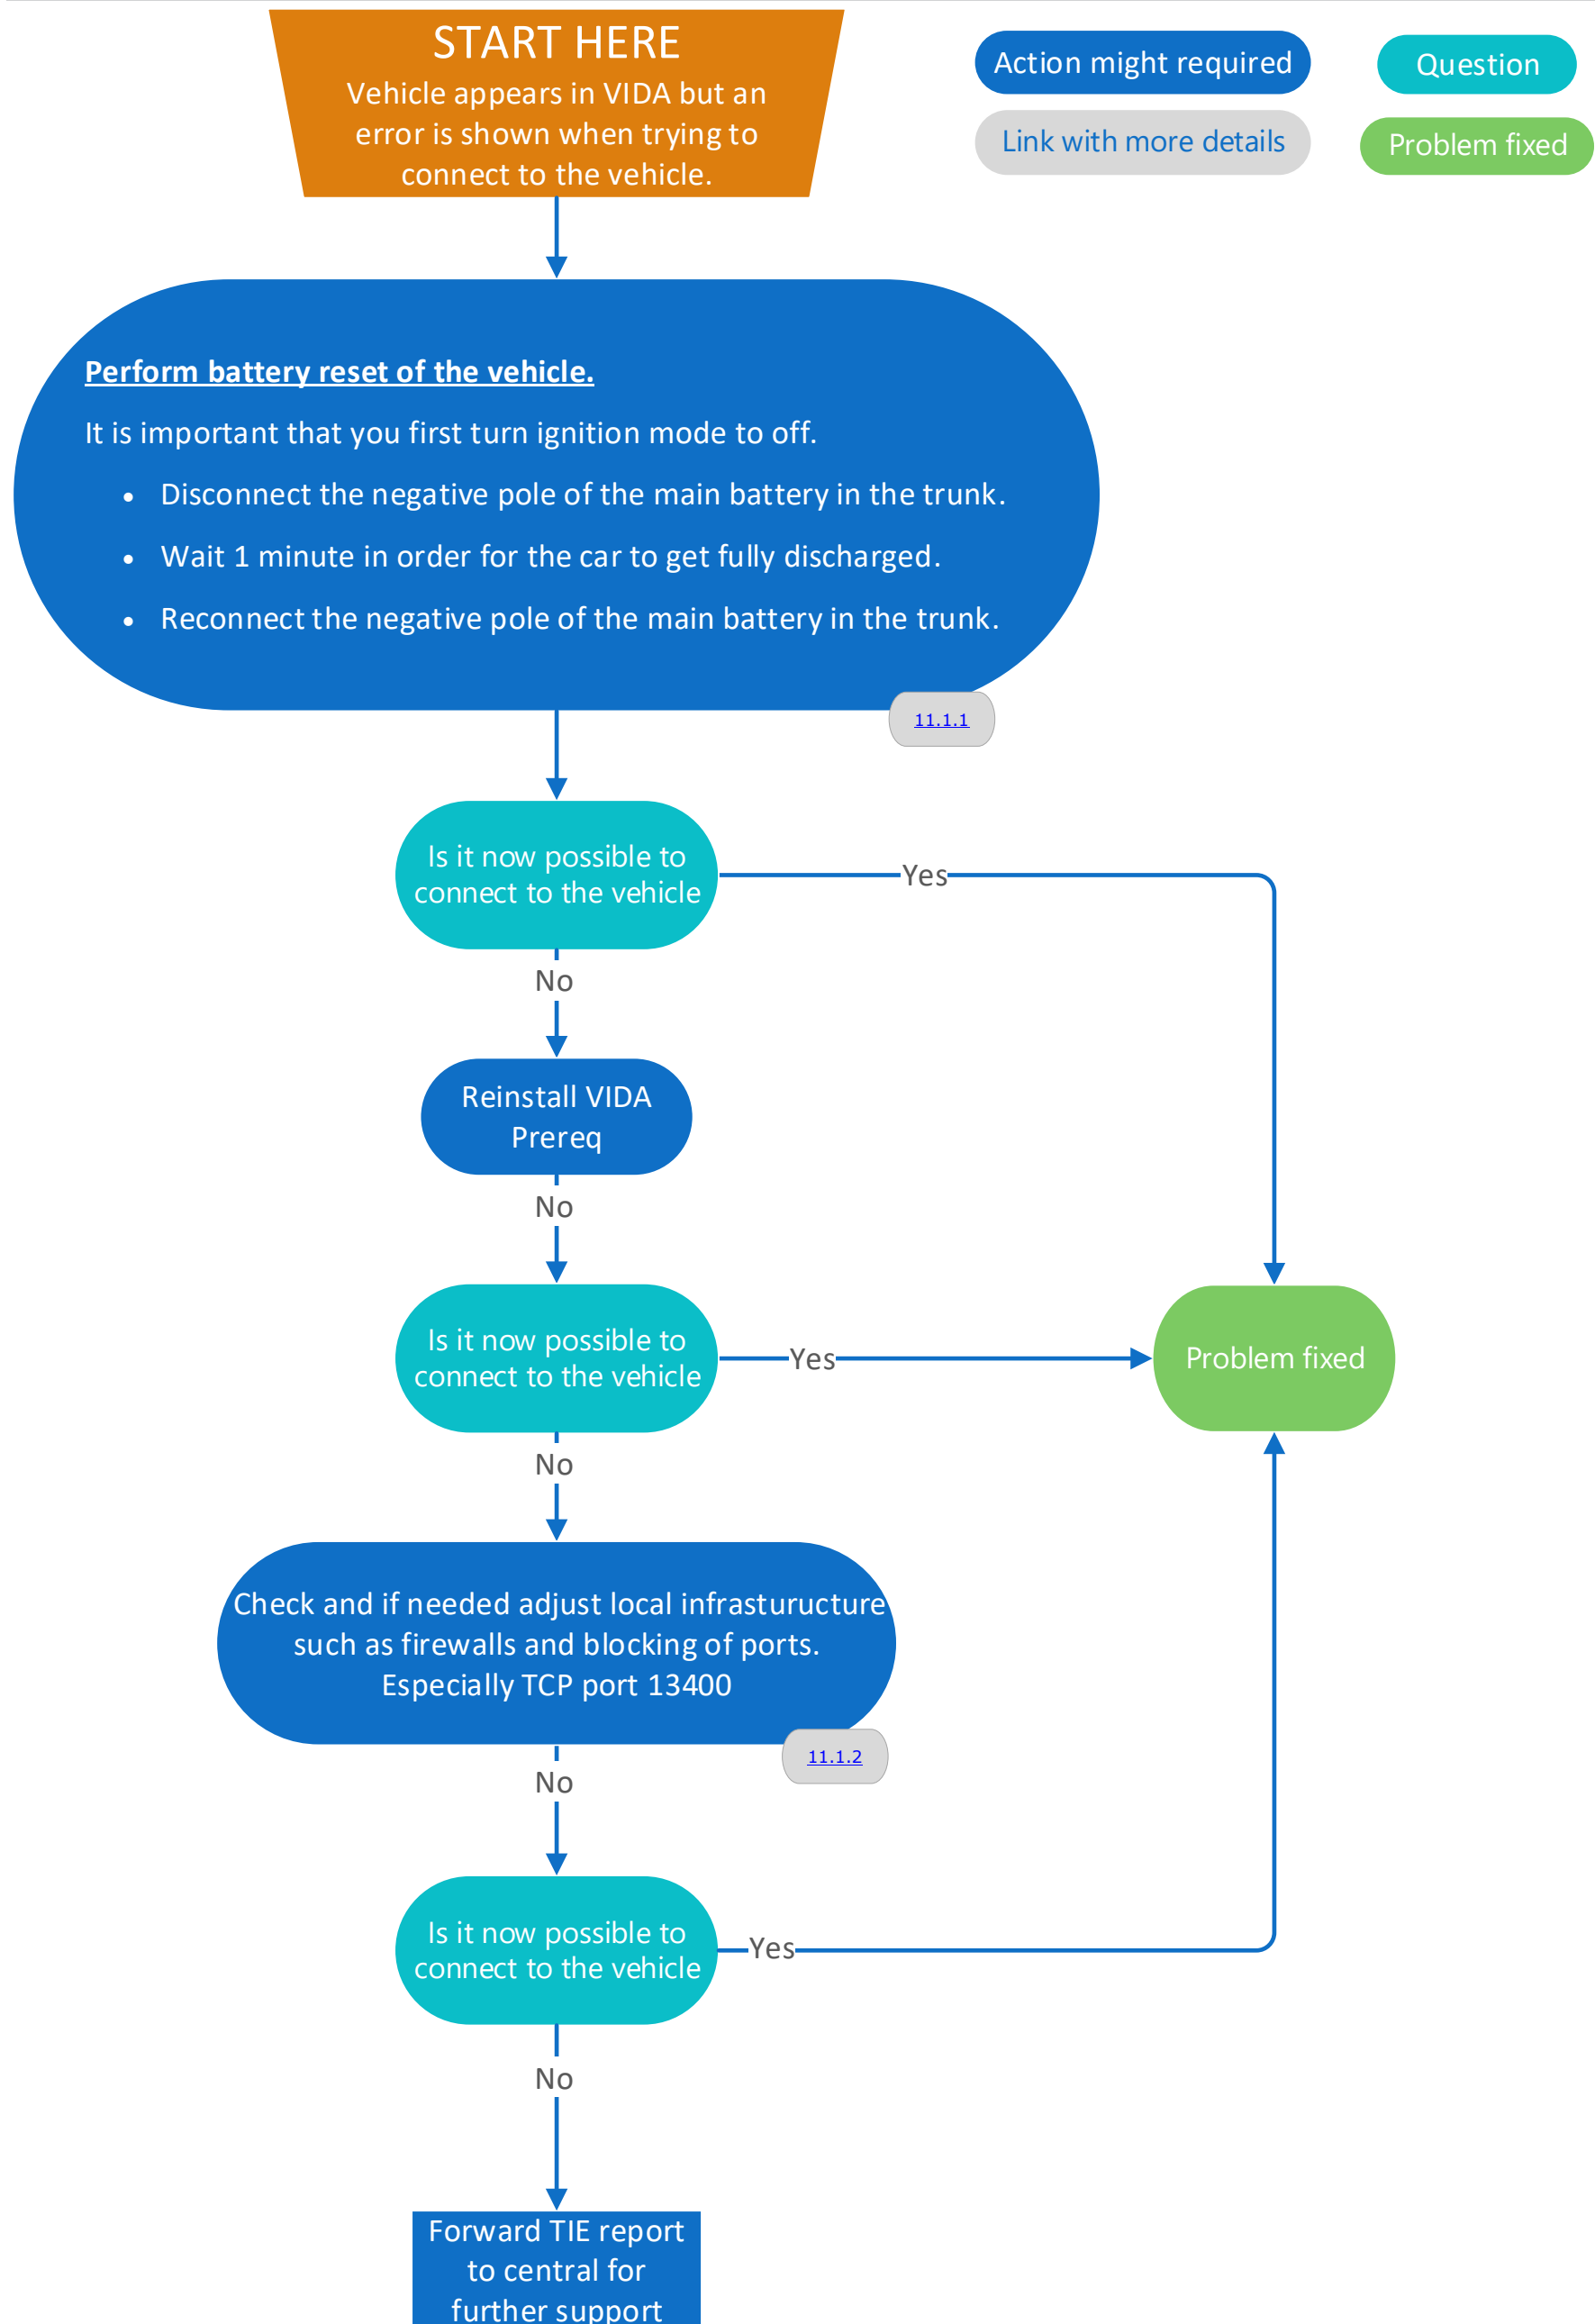 START HERE
Vehicle appears in VIDA but an
error is shown when trying to
connect to the vehicle.
Action might required
Question
Link with more details
Problem fixed
Perform battery reset of the vehicle.
It is important that you first turn ignition mode to off.
• Disconnect the negative pole of the main battery in the trunk.
• Wait 1 minute in order for the car to get fully discharged.
• Reconnect the negative pole of the main battery in the trunk.
11.1.1
Is it now possible to
connect to the vehicle
Yes
No
Reinstall VIDA
Prereq
No
Is it now possible to
connect to the vehicle
Yes
Problem fixed
No
Check and if needed adjust local infrasturucture
such as firewalls and blocking of ports.
Especially TCP port 13400
11.1.2
No
Is it now possible to
connect to the vehicle
Yes
No
Forward TIE report
to central for
further support